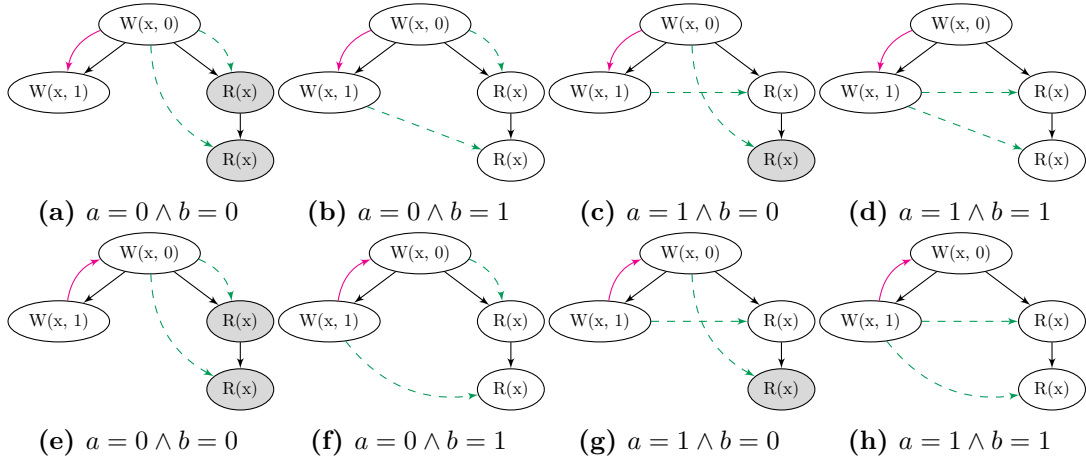 W(x, 0) W(x, 0) W(x, 0) W(x, 0)
W(x, 1) R(x) W(x, 1) R(x) W(x, 1) R(x) W(x, 1) R(x)
R(x) R(x) R(x) R(x)
(a) a = 0 ∧ b = 0 (b) a = 0 ∧ b = 1 (c) a = 1 ∧ b = 0 (d) a = 1 ∧ b = 1
W(x, 0) W(x, 0) W(x, 0) W(x, 0)
W(x, 1) R(x) W(x, 1) R(x) W(x, 1) R(x) W(x, 1) R(x)
R(x) R(x) R(x) R(x)
(e) a = 0 ∧ b = 0 (f) a = 0 ∧ b = 1 (g) a = 1 ∧ b = 0 (h) a = 1 ∧ b = 1